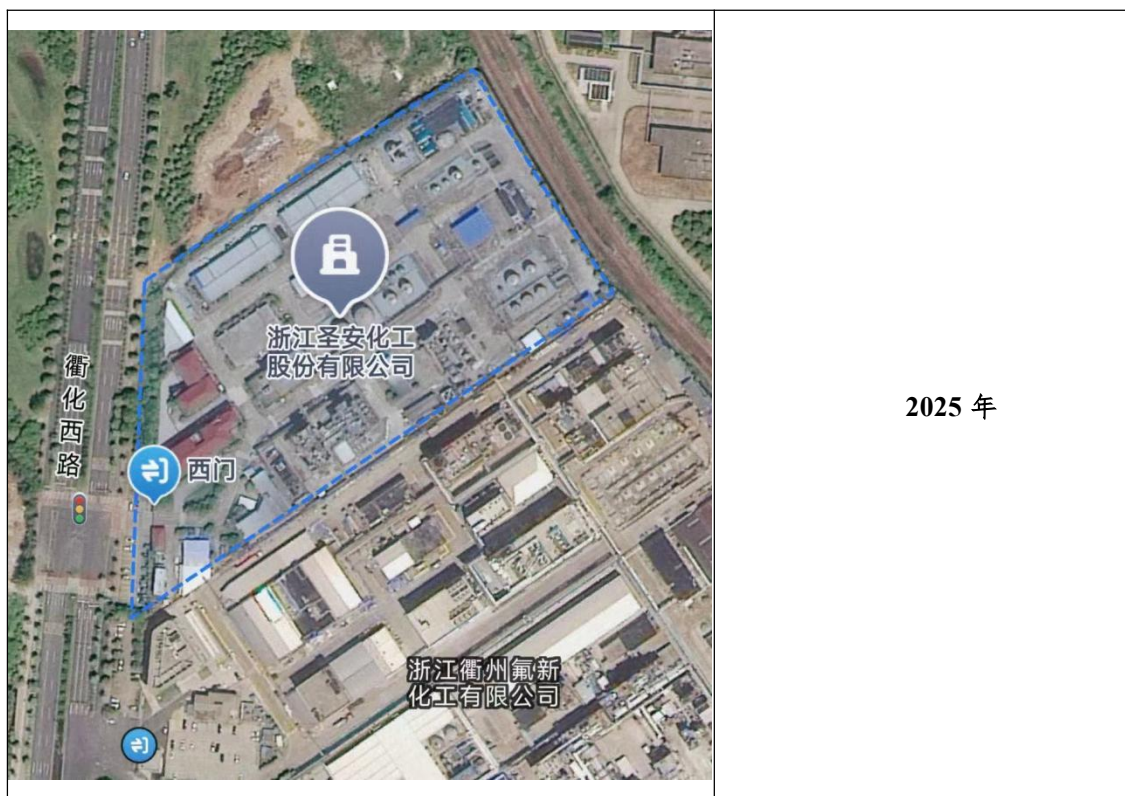 浙江圣安化工
股份有限公司
衢化西路
西门
浙江衢州氟新
化工有限公司
2025 年